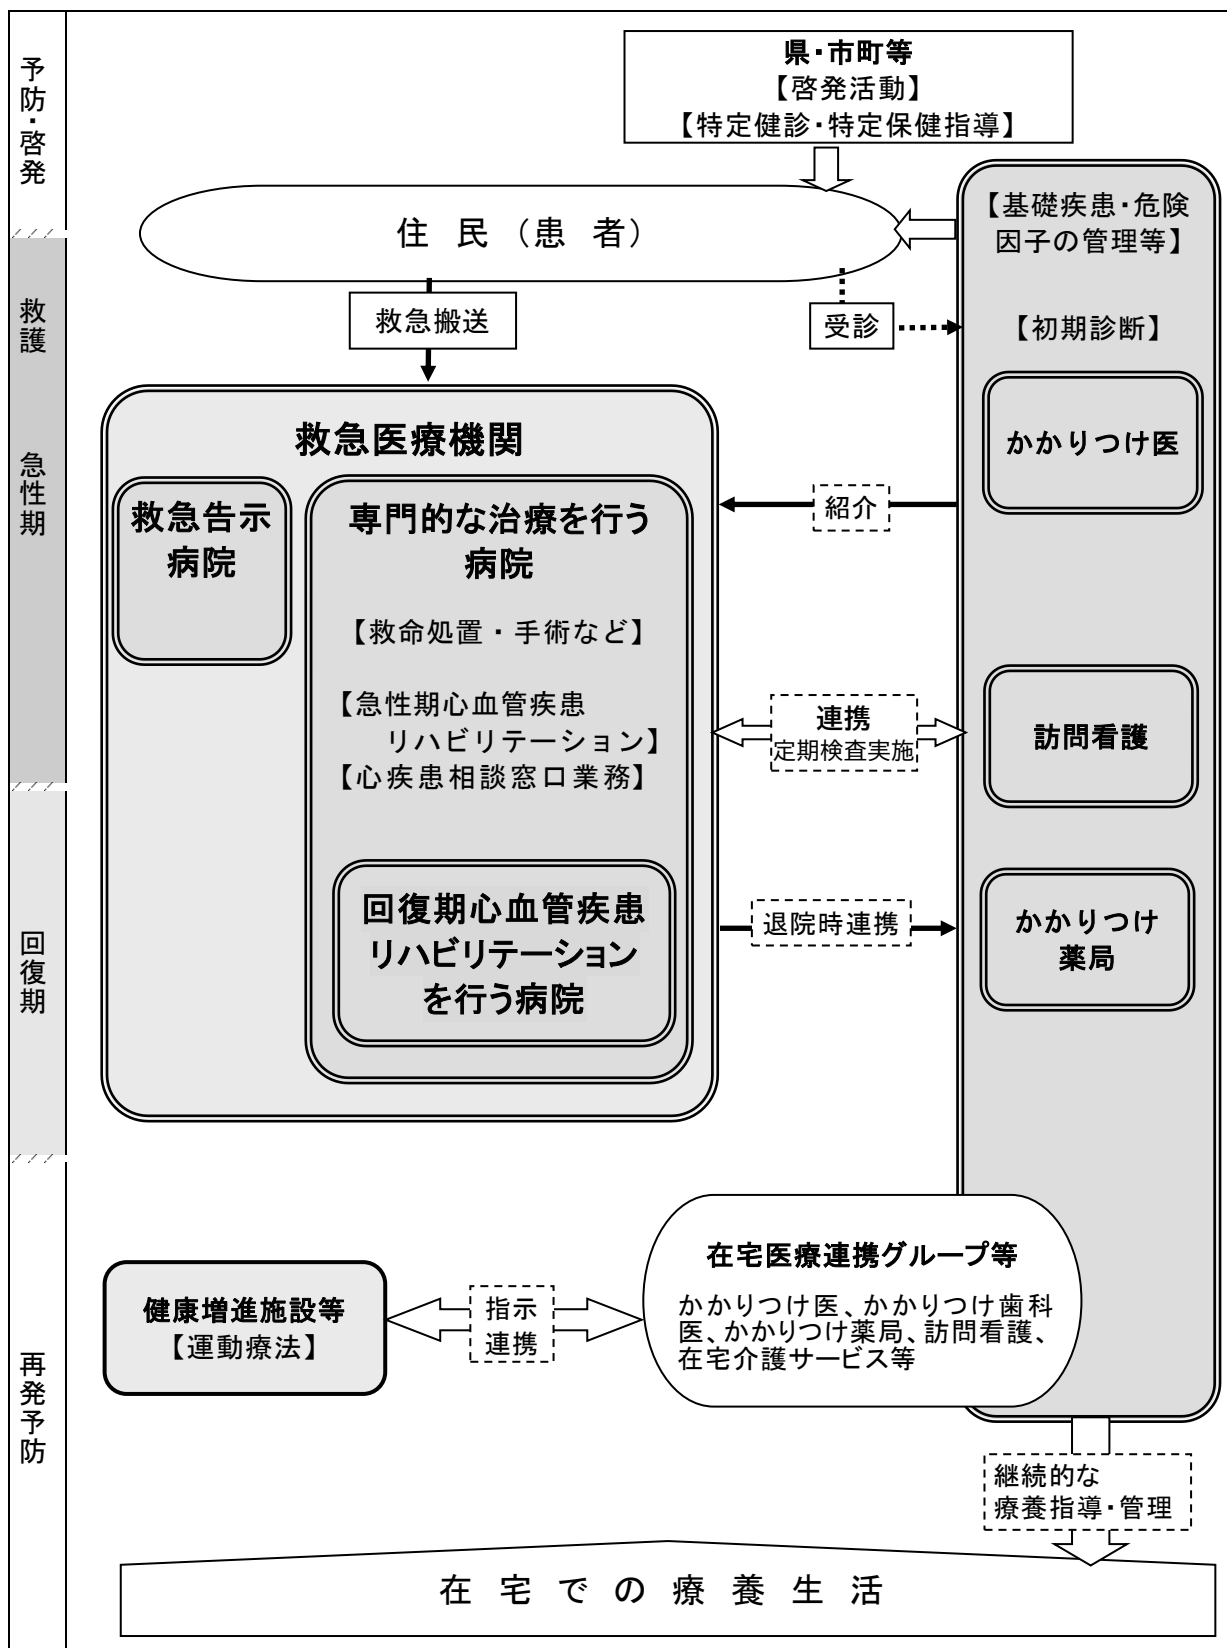 予防・啓発
県・市町等
【啓発活動】
【特定健診・特定保健指導】
住 民 （患 者）
【基礎疾患・危険
因子の管理等】
救護
救急搬送
受診
【初期診断】
かかりつけ医
急性期
救急医療機関
救急告示
病院
専門的な治療を行う
病院
【救命処置・手術など】
【急性期心血管疾患
リハビリテーション】
【心疾患相談窓口業務】
紹介
連携
定期検査実施
訪問看護
回復期
回復期心血管疾患
リハビリテーション
を行う病院
退院時連携
かかりつけ
薬局
再発予防
健康増進施設等
【運動療法】
指示
連携
在宅医療連携グループ等
かかりつけ医、かかりつけ歯科
医、かかりつけ薬局、訪問看護、
在宅介護サービス等
継続的な
療養指導・管理
在 宅 で の 療 養 生 活